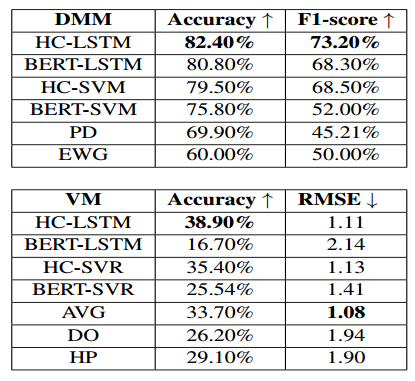 DMM Accuracy ↑ F1-score ↑
HC-LSTM 82.40% 73.20%
BERT-LSTM 80.80% 68.30%
HC-SVM 79.50% 68.50%
BERT-SVM 75.80% 52.00%
PD 69.90% 45.21%
EWG 60.00% 50.00%
VM Accuracy ↑ RMSE ↓
HC-LSTM 38.90% 1.11
BERT-LSTM 16.70% 2.14
HC-SVR 35.40% 1.13
BERT-SVR 25.54% 1.41
AVG 33.70% 1.08
DO 26.20% 1.94
HP 29.10% 1.90